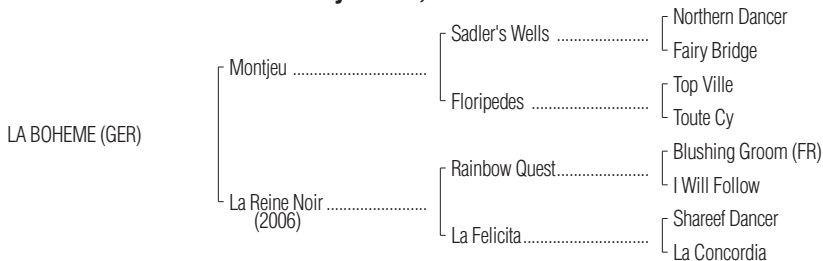 Northern Dancer
Sadler's Wells ....................
Fairy Bridge
Montjeu ..............................
Top Ville
Floripedes ..........................
Toute Cy
LA BOHEME (GER)
Blushing Groom (FR)
Rainbow Quest....................
I Will Follow
La Reine Noir ......................
(2006)
Shareef Dancer
La Felicita............................
La Concordia